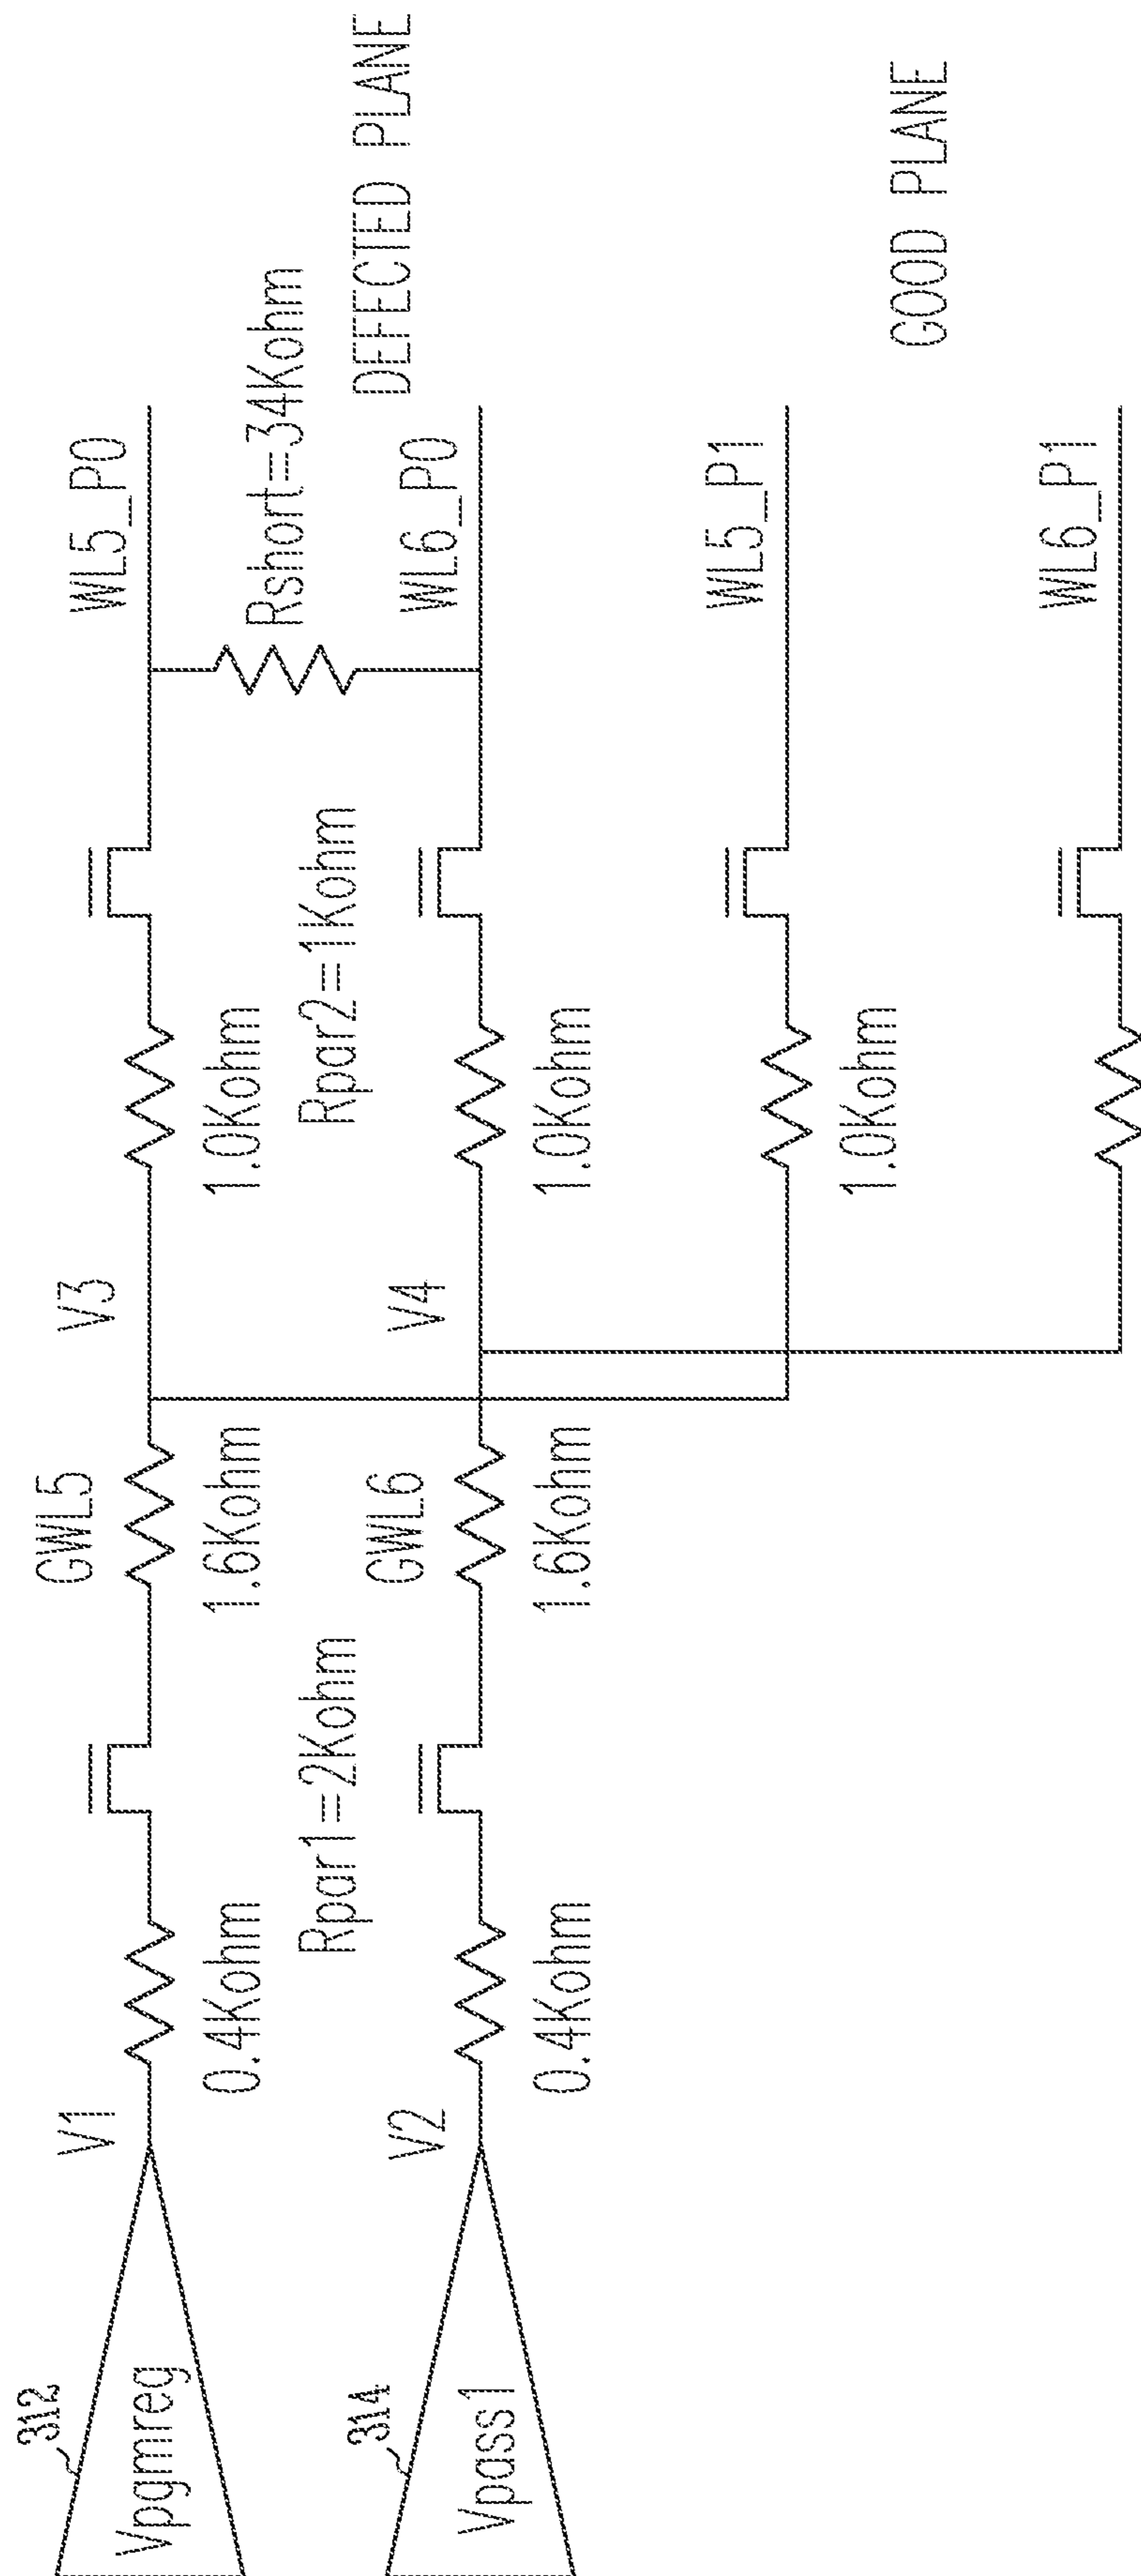 312
Vpgmreg
V1
0.4Kohm
GWL5
1.6Kohm
V3
1.0Kohm
WL5_P0
Rpar1=2Kohm
Rpar2=1Kohm
Rshort=34Kohm
314
Vpass1
V2
0.4Kohm
GWL6
1.6Kohm
V4
1.0Kohm
WL6_P0
DEFECTED PLANE
1.0Kohm
WL5_P1
GOOD PLANE
WL6_P1